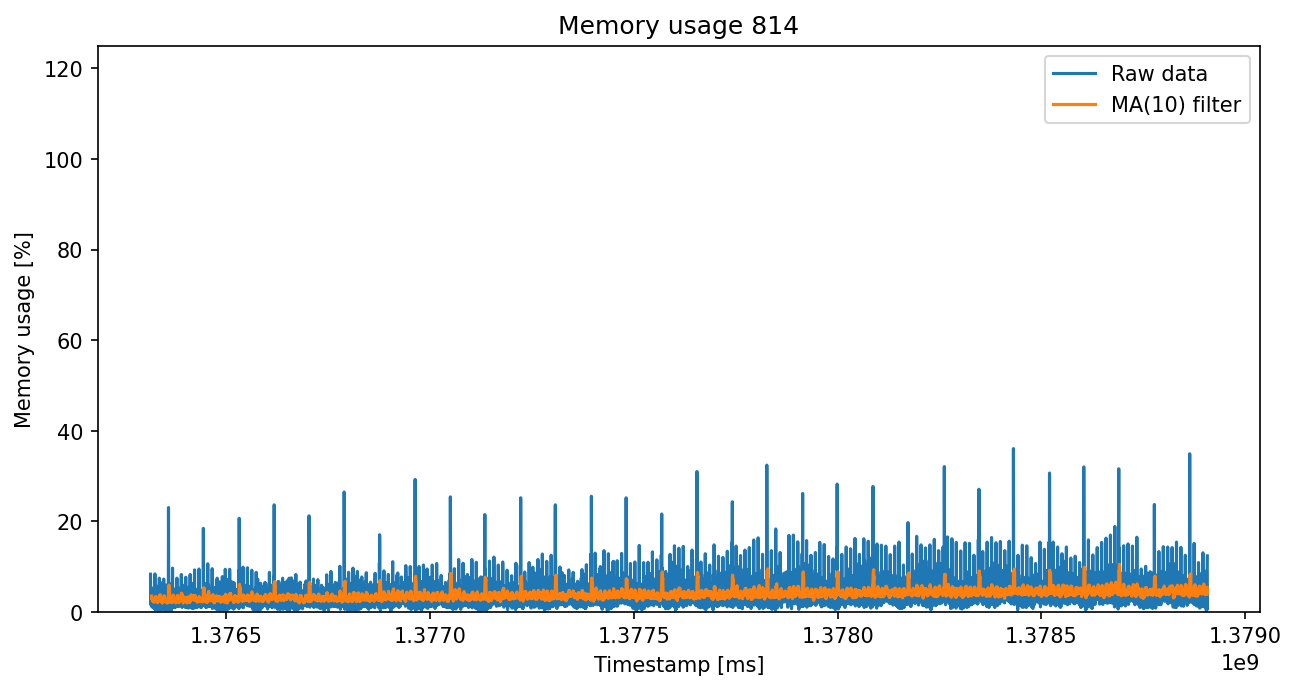 Memory usage 814
Raw data
MA(10) filter
120
100
80
60
40
20
0
Memory usage [%]
1.3765 1.3770 1.3775 1.3780 1.3785 1.3790
1e9
Timestamp [ms]